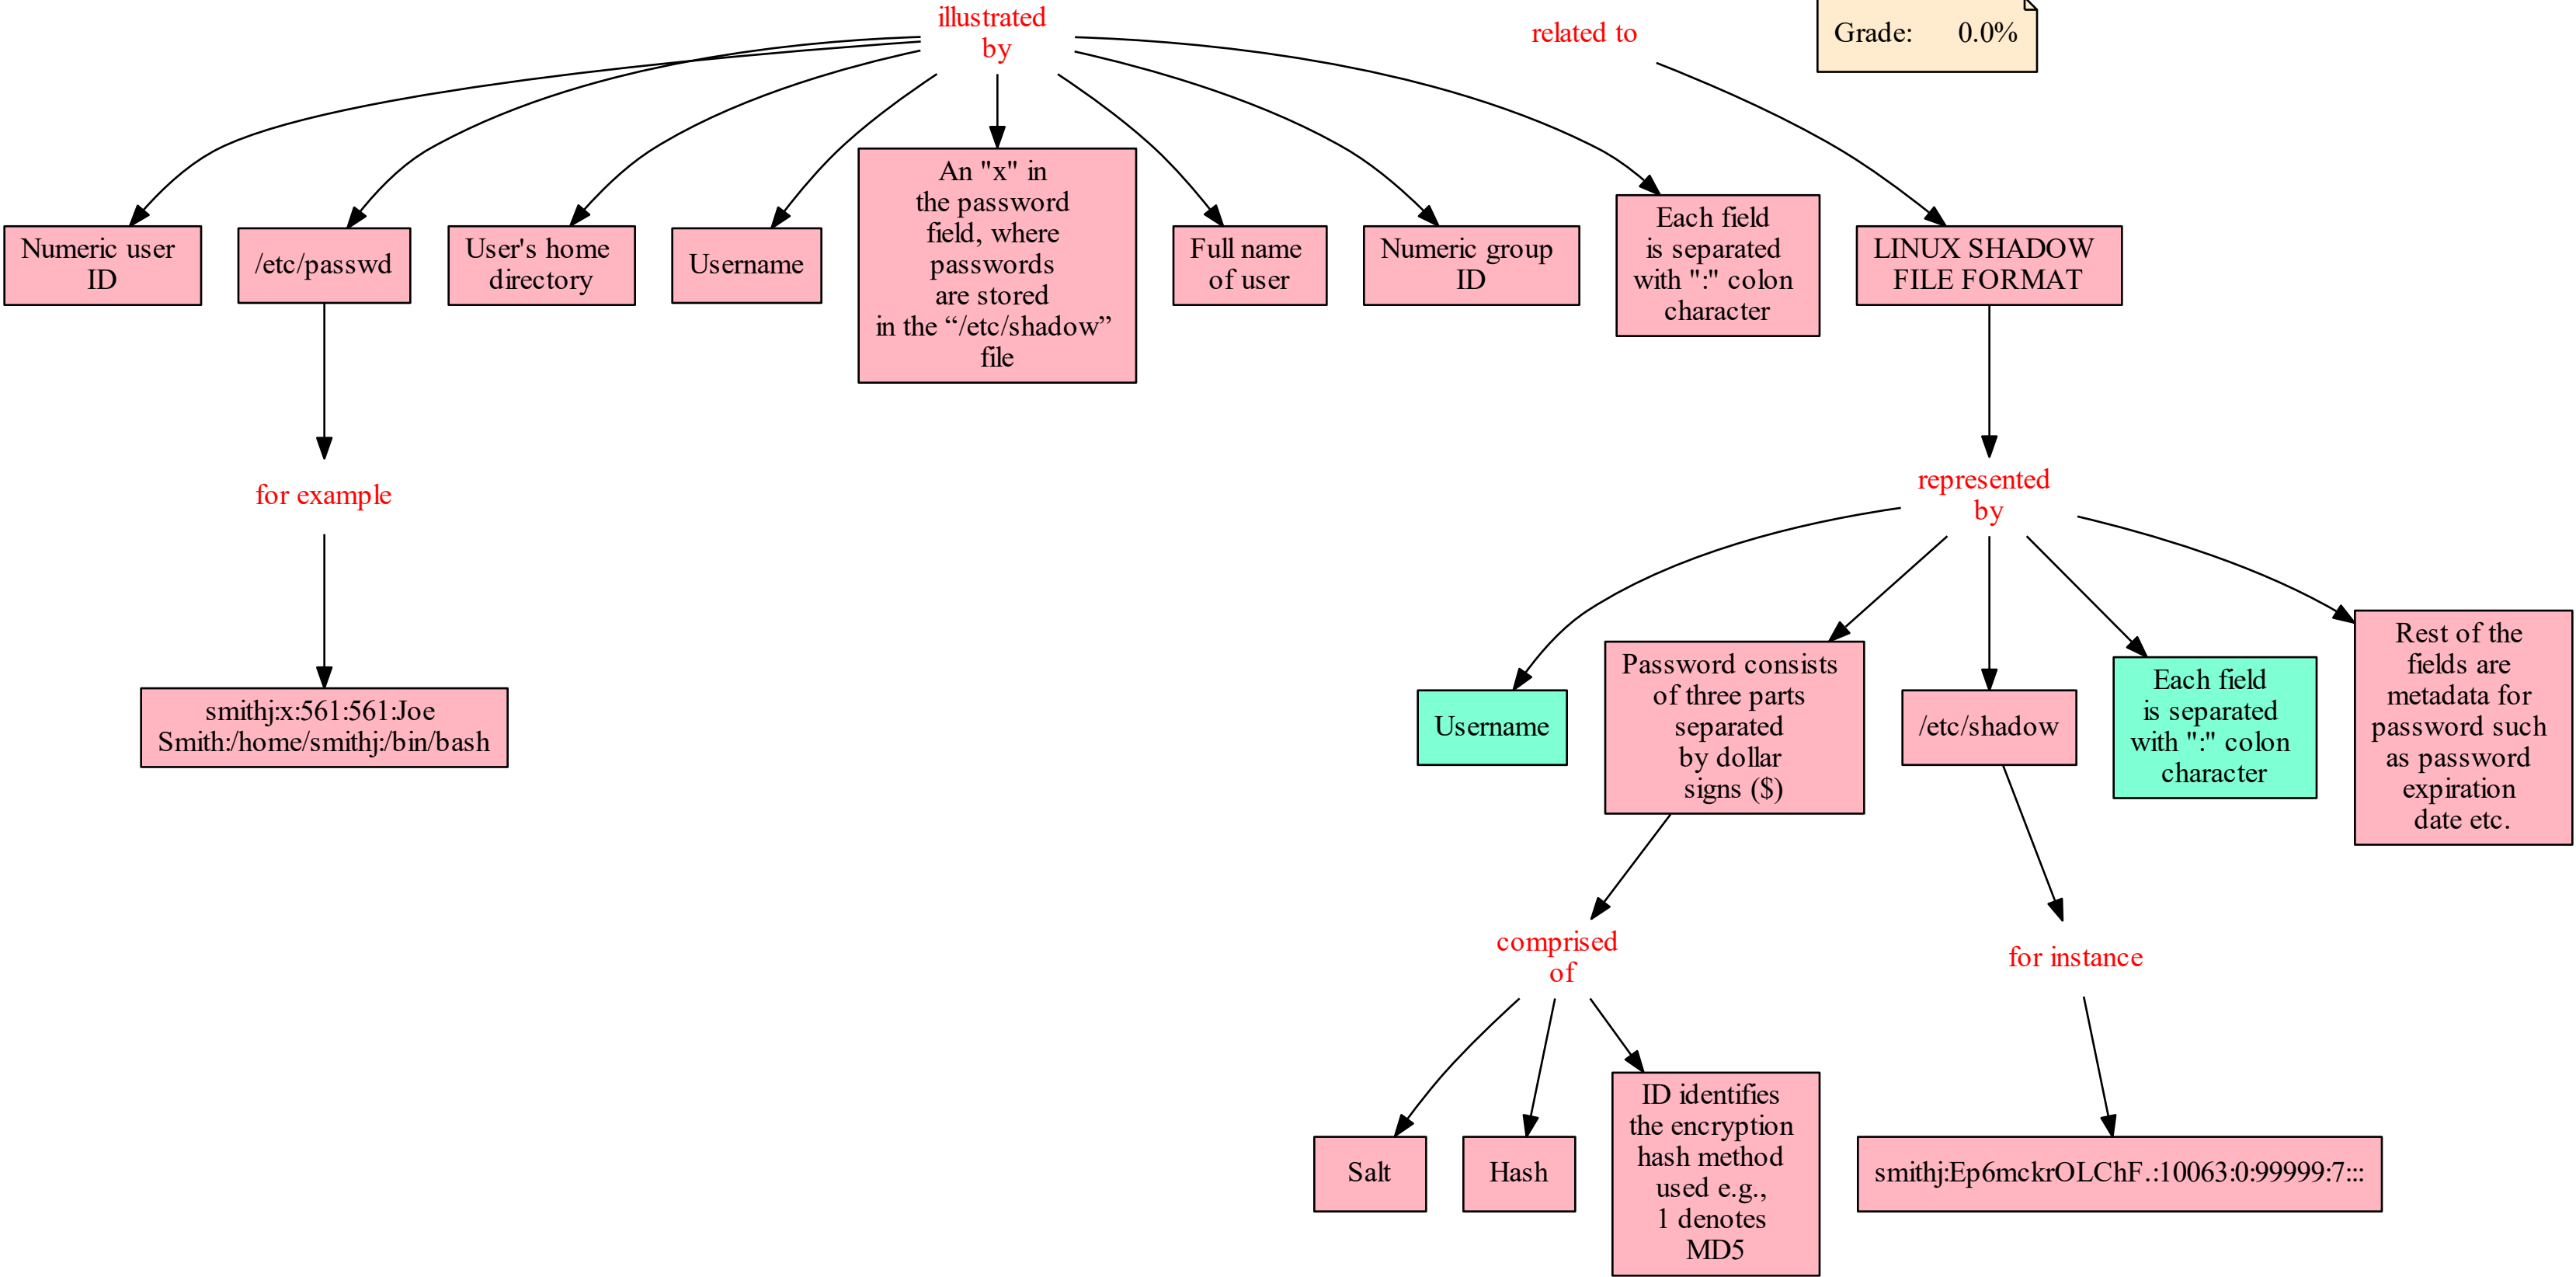 illustrated
by
related to
Grade: 0.0%
Numeric user
ID
/etc/passwd
User's home
directory
Username
An "x" in
the password
field, where
passwords
are stored
in the “/etc/shadow”
file
Full name
of user
Numeric group
ID
Each field
is separated
with ":" colon
character
LINUX SHADOW
FILE FORMAT
for example
represented
by
smithj:x:561:561:Joe
Smith:/home/smithj:/bin/bash
Username
Password consists
of three parts
separated
by dollar
signs ($)
/etc/shadow
Each field
is separated
with ":" colon
character
Rest of the
fields are
metadata for
password such
as password
expiration
date etc.
comprised
of
for instance
Salt
Hash
ID identifies
the encryption
hash method
used e.g.,
1 denotes
MD5
smithj:Ep6mckrOLChF.:10063:0:99999:7:::